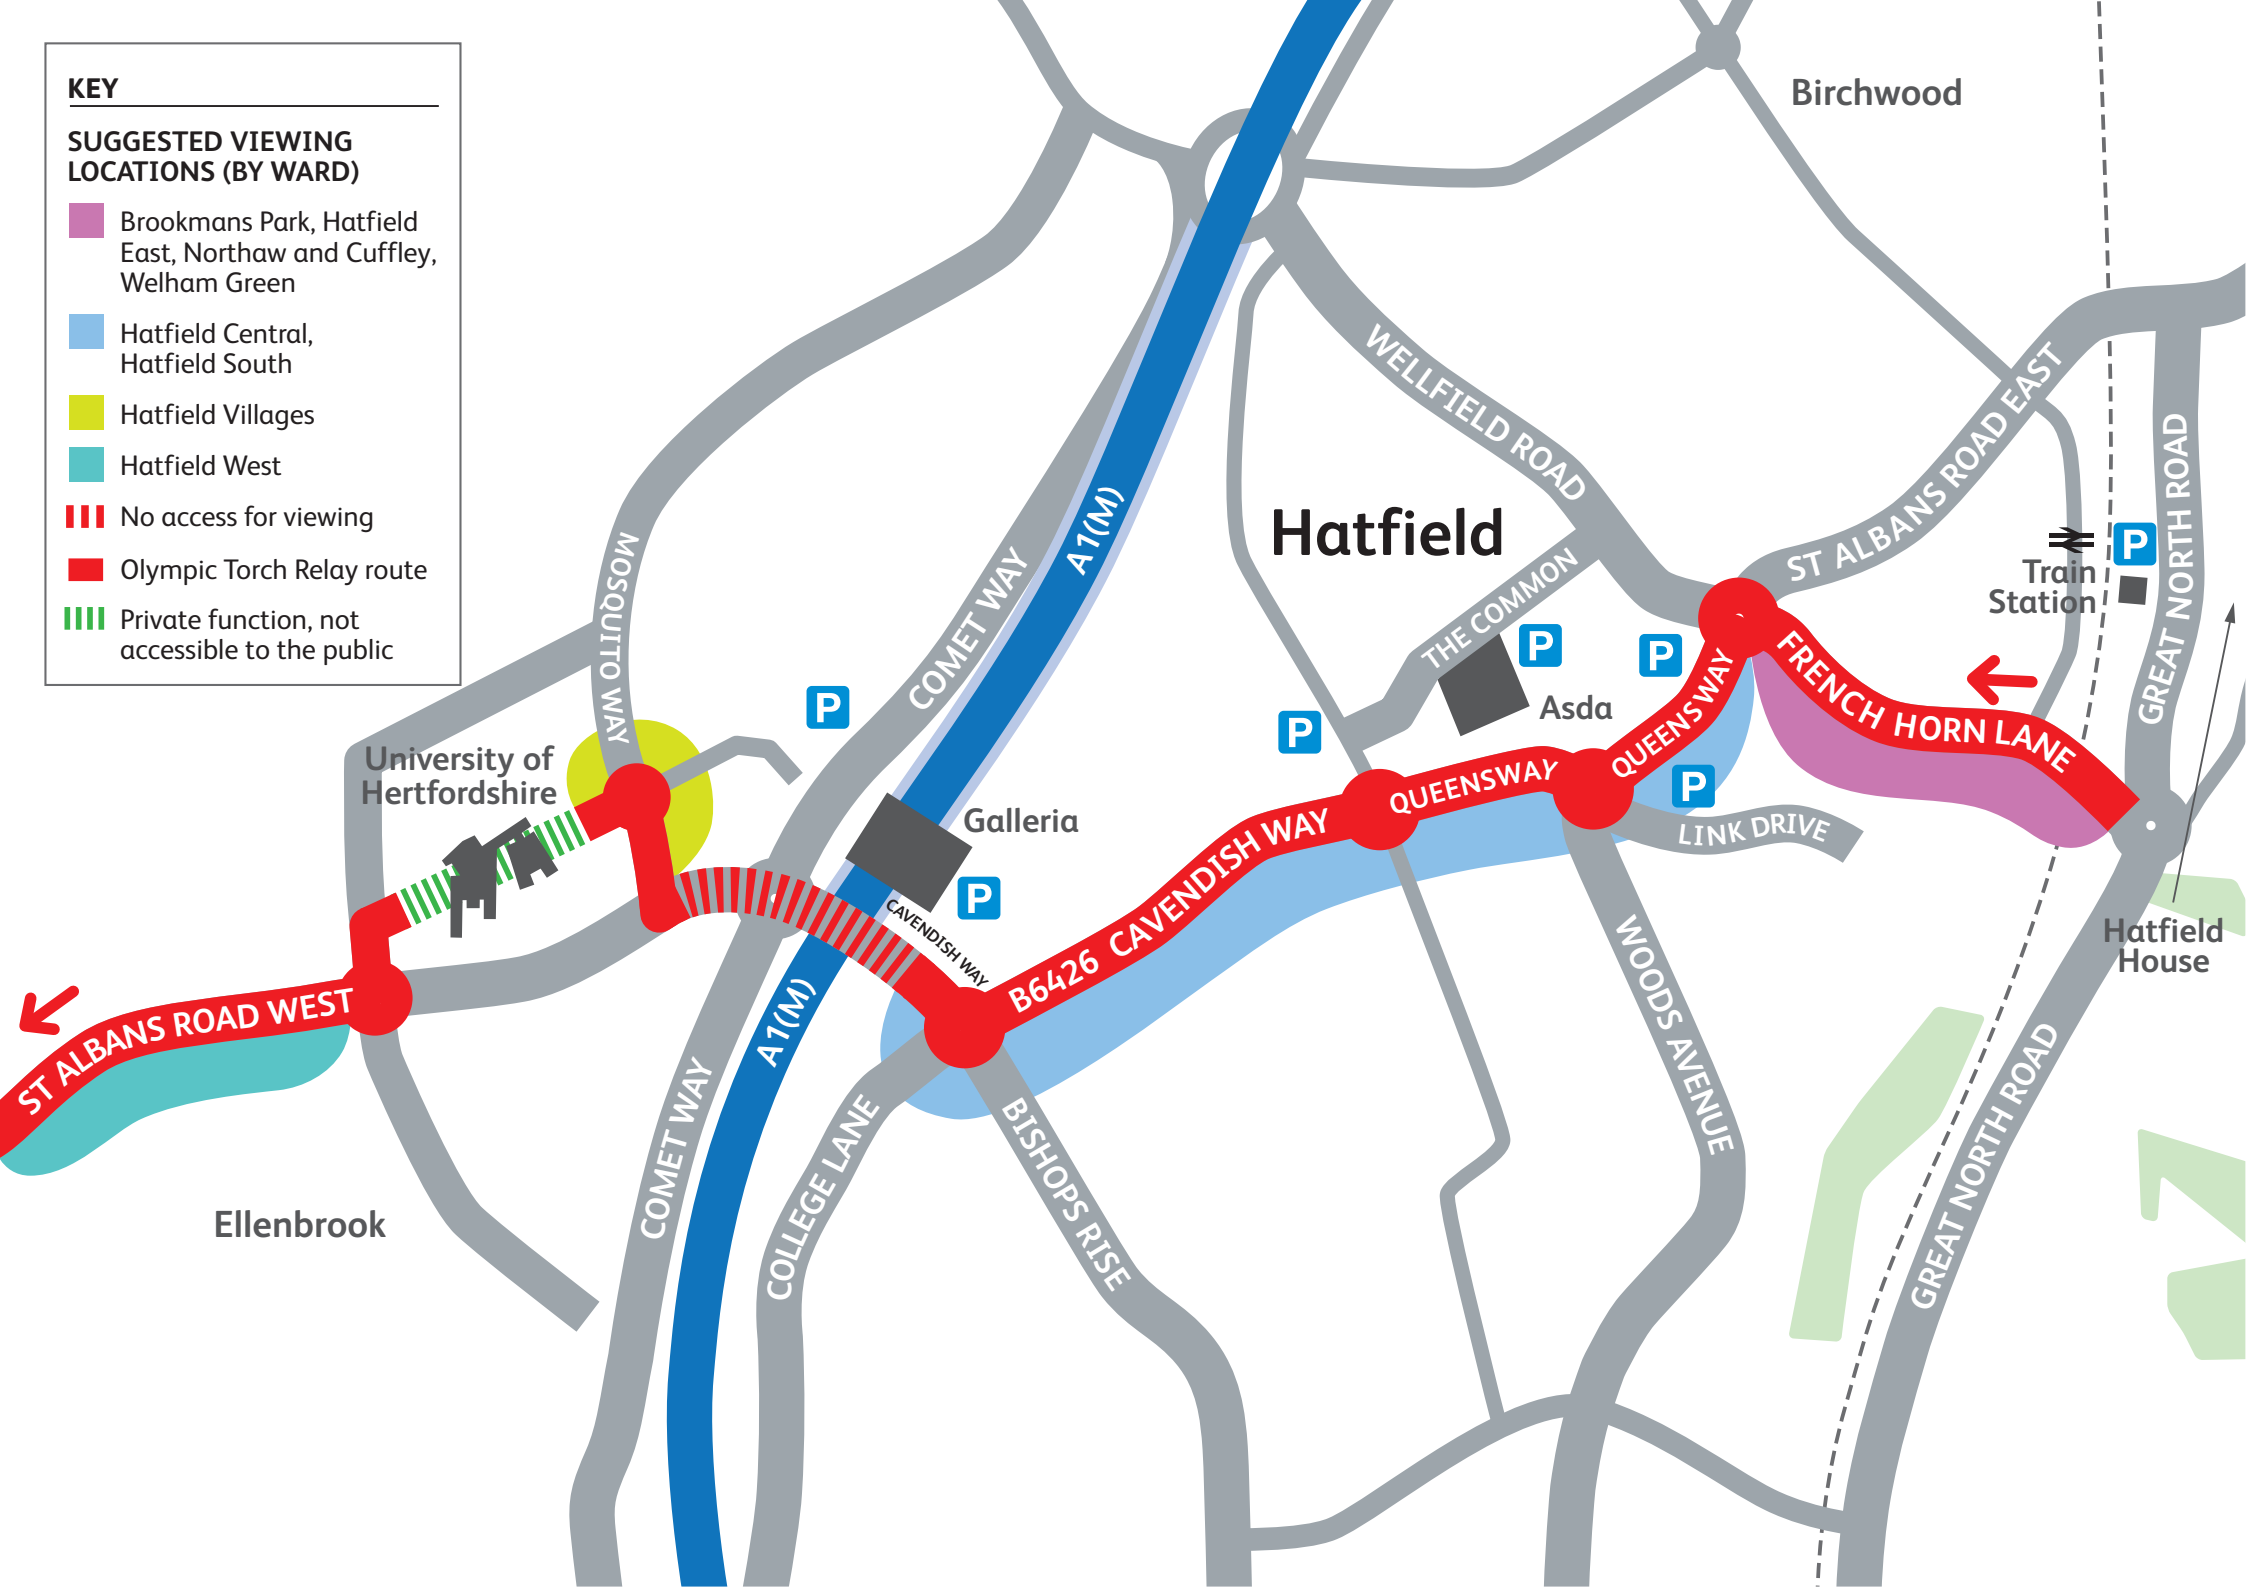 KEY
SUGGESTED VIEWING
LOCATIONS (BY WARD)
Brookmans Park, Hatfield
East, Northaw and Cuffley,
Welham Green
Hatfield Central,
Hatfield South
Hatfield Villages
Hatfield West
No access for viewing
Olympic Torch Relay route
Private function, not
accessible to the public
Birchwood
WELLFIELD ROAD
ST ALBANS ROAD EAST
GREAT NORTH ROAD
A1(M)
Hatfield
MOSQUITO WAY
COMET WAY
THE COMMON
P
Train
Station
P
P
P
P
Asda
QUEENSWAY
FRENCH HORN LANE
GREAT NORTH ROAD
University of
Hertfordshire
P
Galleria
QUEENSWAY
P
LINK DRIVE
P
CAVENDISH WAY
B6426 CAVENDISH WAY
WOODS AVENUE
Hatfield
House
ST ALBANS ROAD WEST
A1(M)
COMET WAY
COLLEGE LANE
BISHOPS RISE
GREAT NORTH ROAD
Ellenbrook